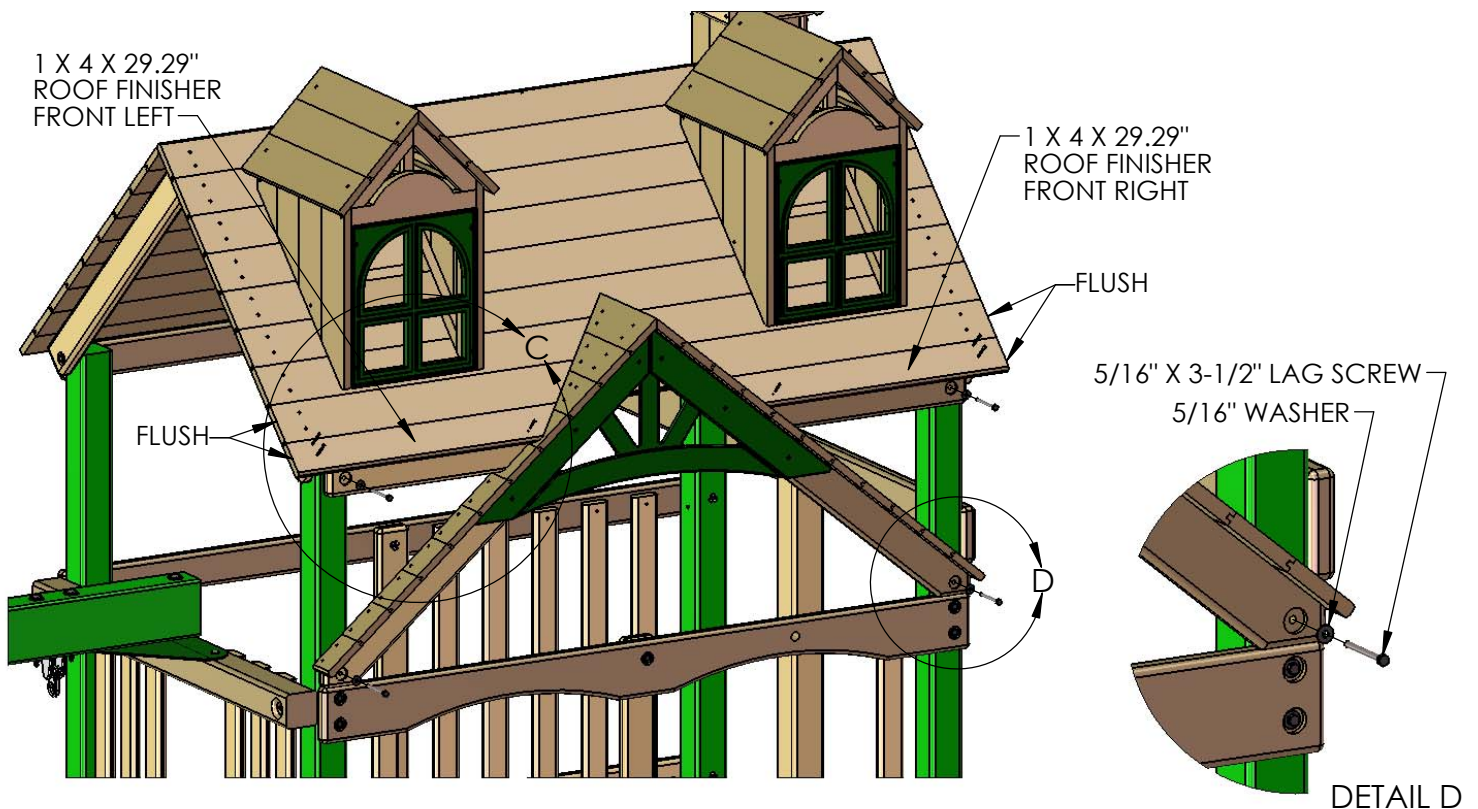 1 X 4 X 29.29"
ROOF FINISHER
FRONT LEFT
1 X 4 X 29.29"
ROOF FINISHER
FRONT RIGHT
FLUSH
C
5/16" X 3-1/2" LAG SCREW
5/16" WASHER
FLUSH
D
DETAIL D